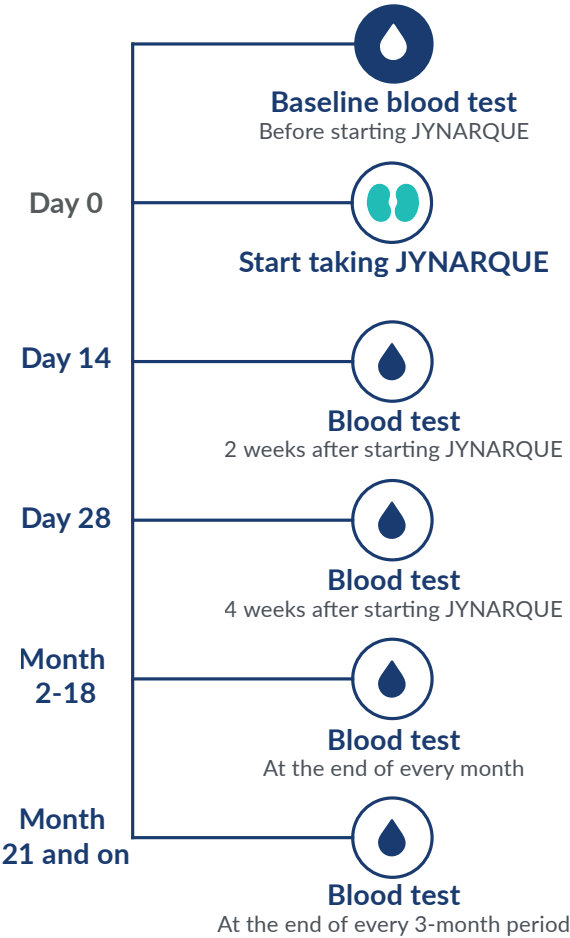 Baseline blood test
Before starting JYNARQUE
Day 0
Start taking JYNARQUE
Day 14
Blood test
2 weeks after starting JYNARQUE
Day 28
Blood test
4 weeks after starting JYNARQUE
Month
2-18
Blood test
At the end of every month
Month
21 and on
Blood test
At the end of every 3-month period